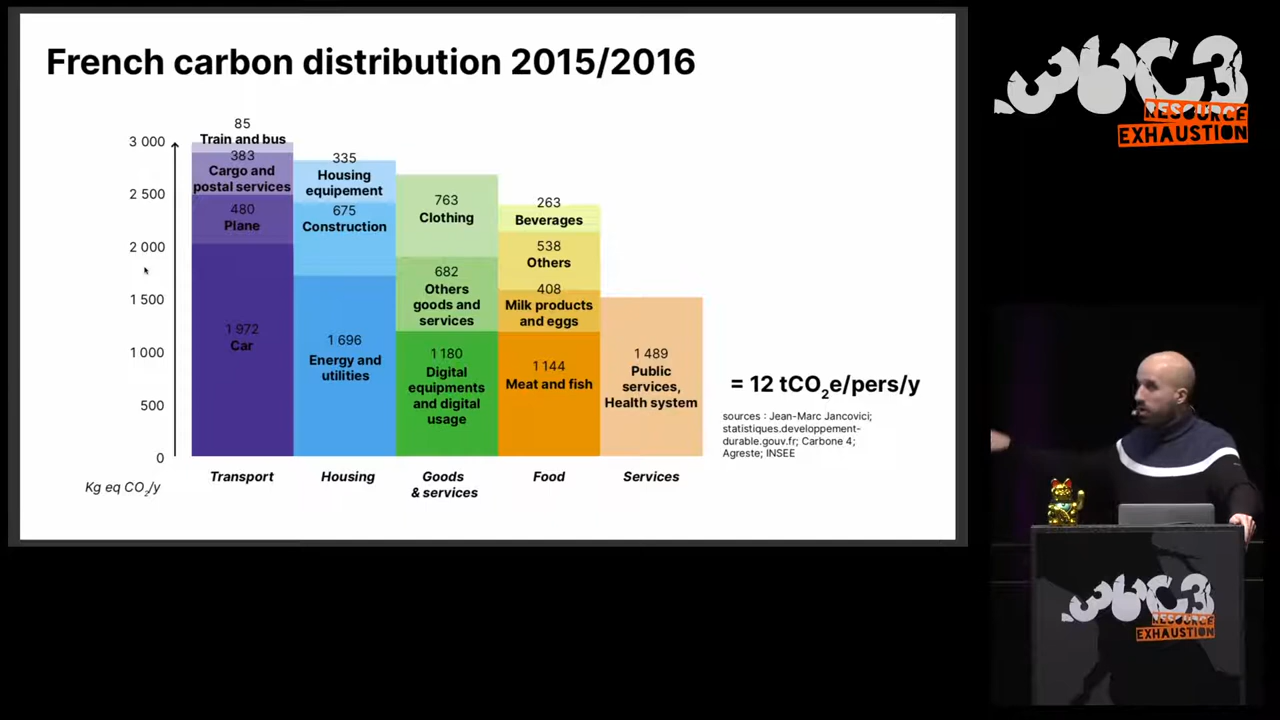 French carbon distribution 2015/2016
3 000
2 500
2 000
1 500
1 000
500
0
Kg eq CO2/y
85
Train and bus
383
Cargo and
postal services
480
Plane
1 972
Car
Transport
335
Housing
equipement
675
Construction
1 696
Energy and
utilities
Housing
763
Clothing
682
Others
goods and
services
1 180
Digital
equipments
and digital
usage
Goods
& services
263
Beverages
538
Others
408
Milk products
and eggs
1 144
Meat and fish
Food
1 489
Public
services,
Health system
Services
= 12 tCO2e/pers/y
sources : Jean-Marc Jancovici;
statistiques.developpement-
durable.gouv.fr; Carbone 4;
Agreste; INSEE
36C3
RESOURCE
EXHAUSTION
36C3
RESOURCE
EXHAUSTION